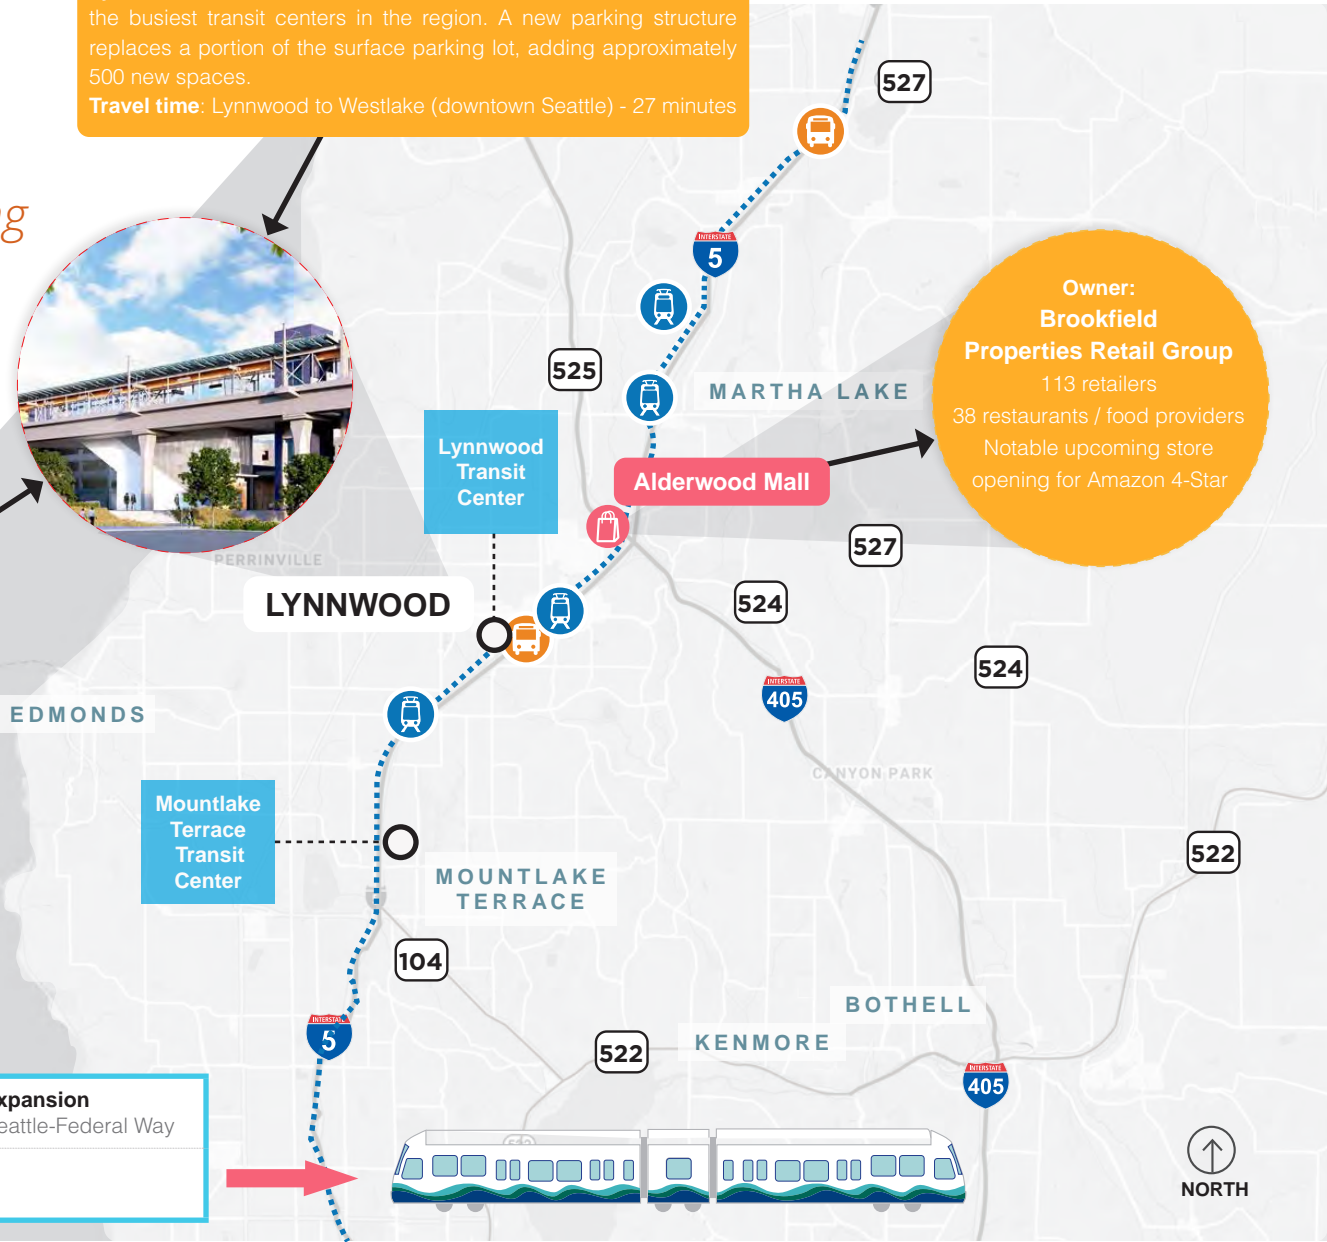 the busiest transit centers in the region. A new parking structure
replaces a portion of the surface parking lot, adding approximately
500 new spaces.
Travel time: Lynnwood to Westlake (downtown Seattle) - 27 minutes
527
INTERSTATE
5
Owner:
Brookfield
Properties Retail Group
113 retailers
38 restaurants / food providers
Notable upcoming store
opening for Amazon 4-Star
525
MARTHA LAKE
Lynnwood
Transit
Center
Alderwood Mall
527
PERRINVILLE
LYNNWOOD
524
524
INTERSTATE
405
EDMONDS
CANYON PARK
Mountlake
Terrace
Transit
Center
522
MOUNTLAKE
TERRACE
104
BOTHELL
INTERSTATE
5
522
KENMORE
INTERSTATE
405
xpansion
eattle-Federal Way
NORTH